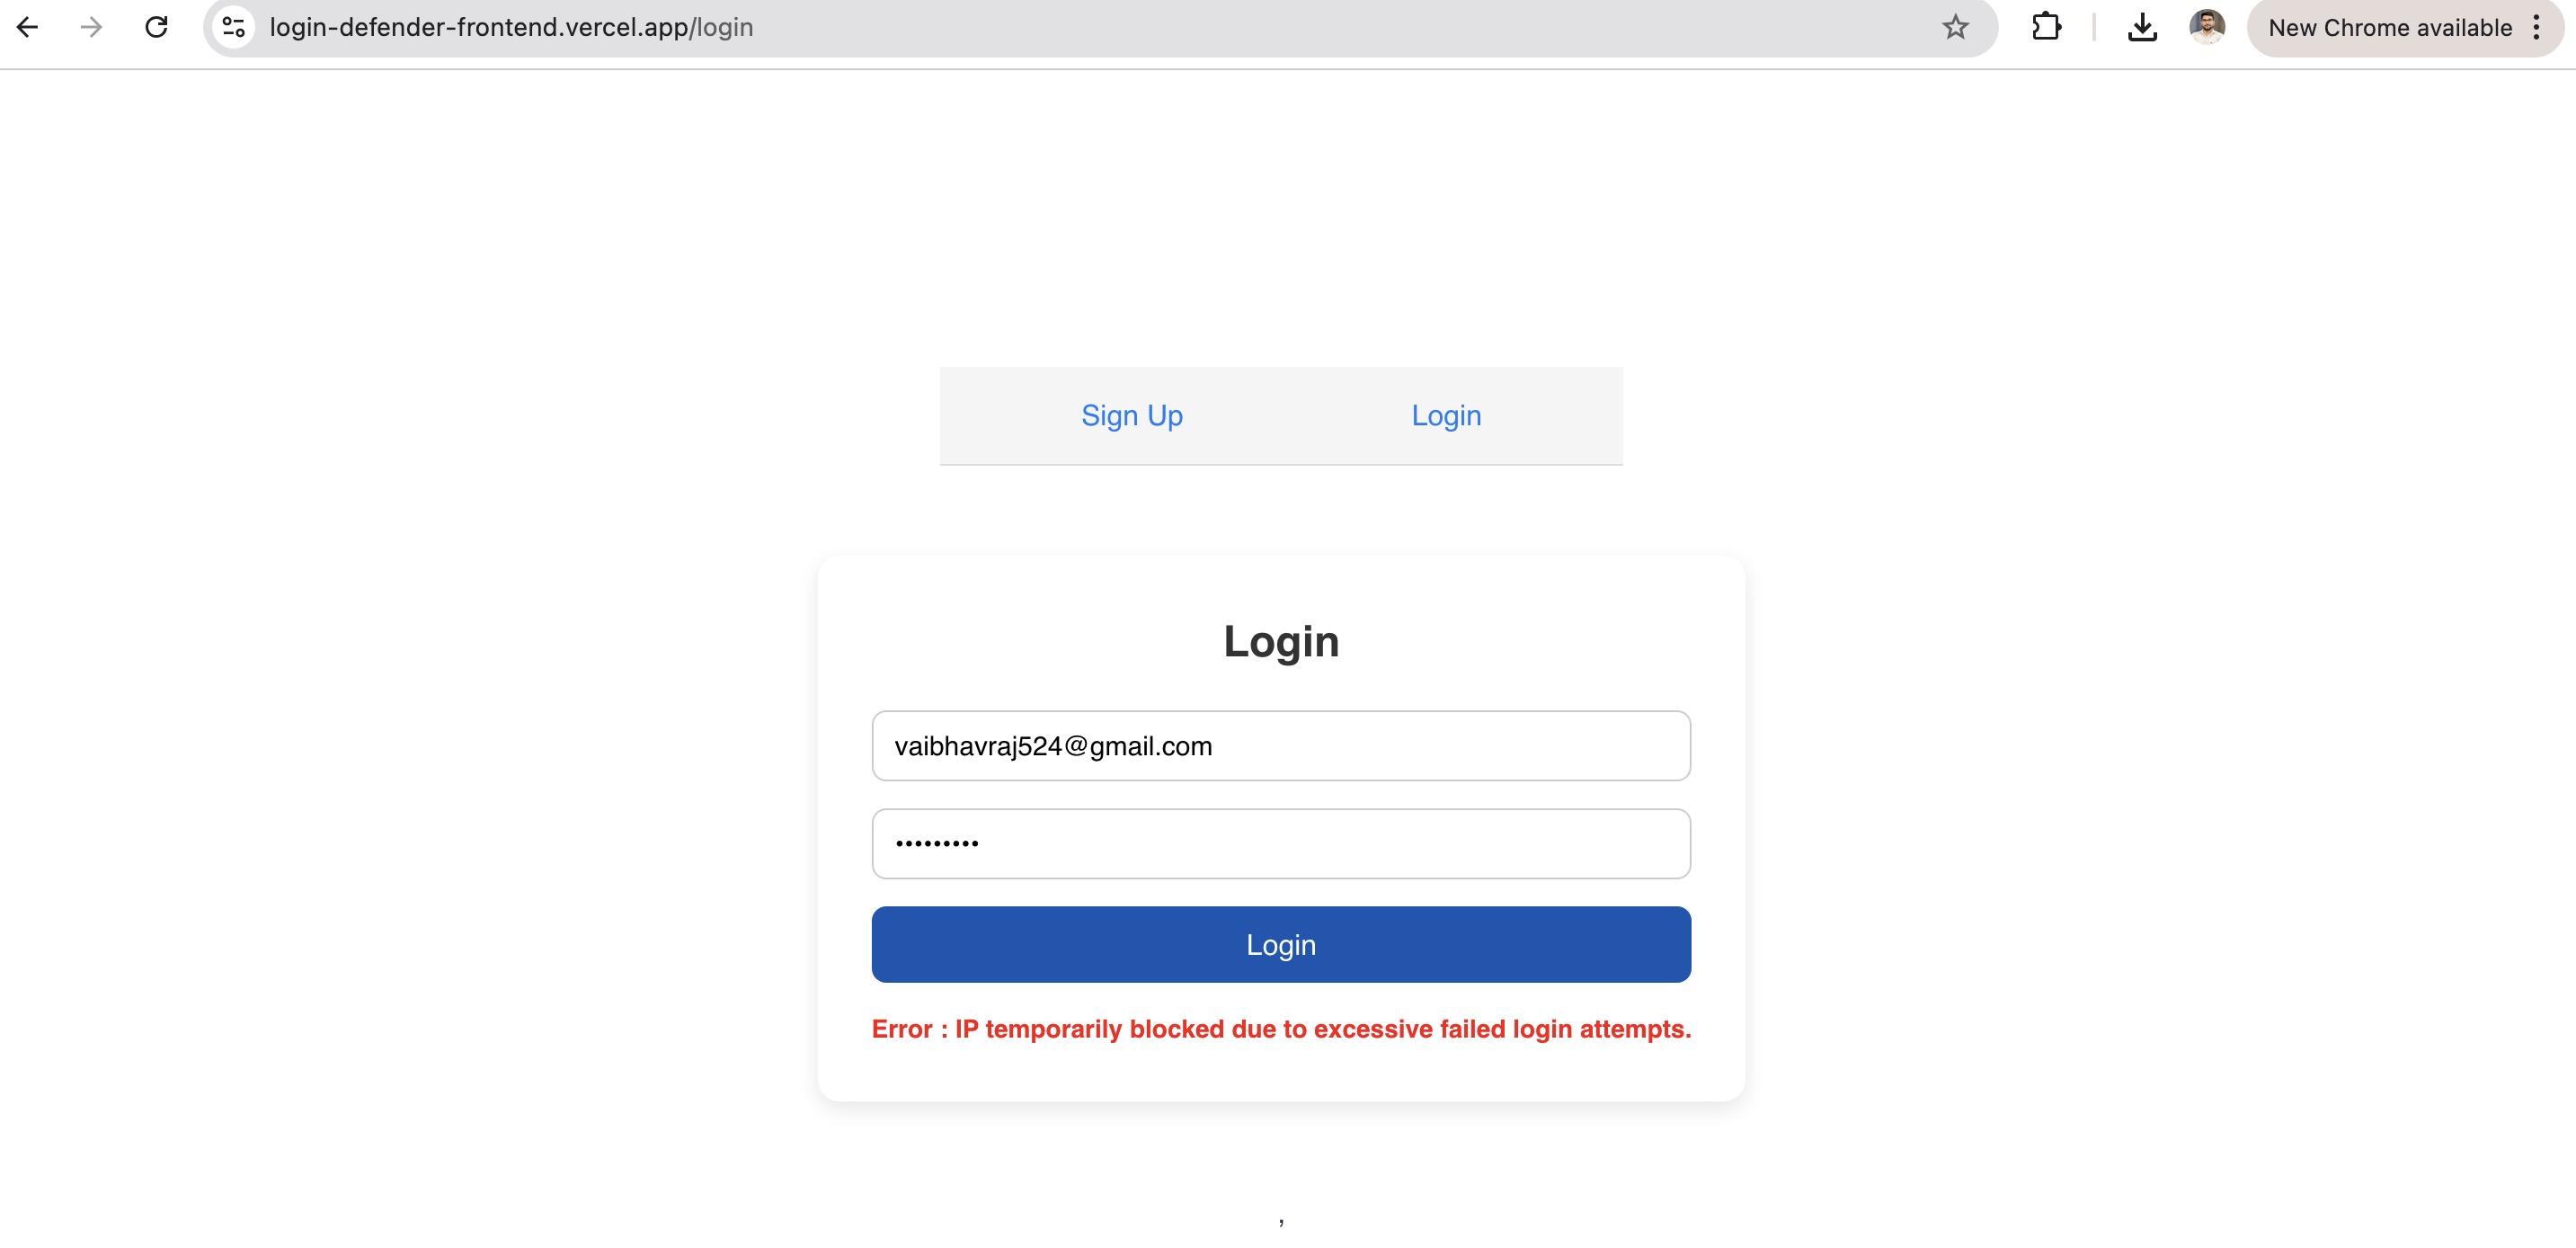 login-defender-frontend.vercel.app/login
New Chrome available
Sign Up
Login
Login
vaibhavraj524@gmail.com
•••••••••
Login
Error : IP temporarily blocked due to excessive failed login attempts.
,